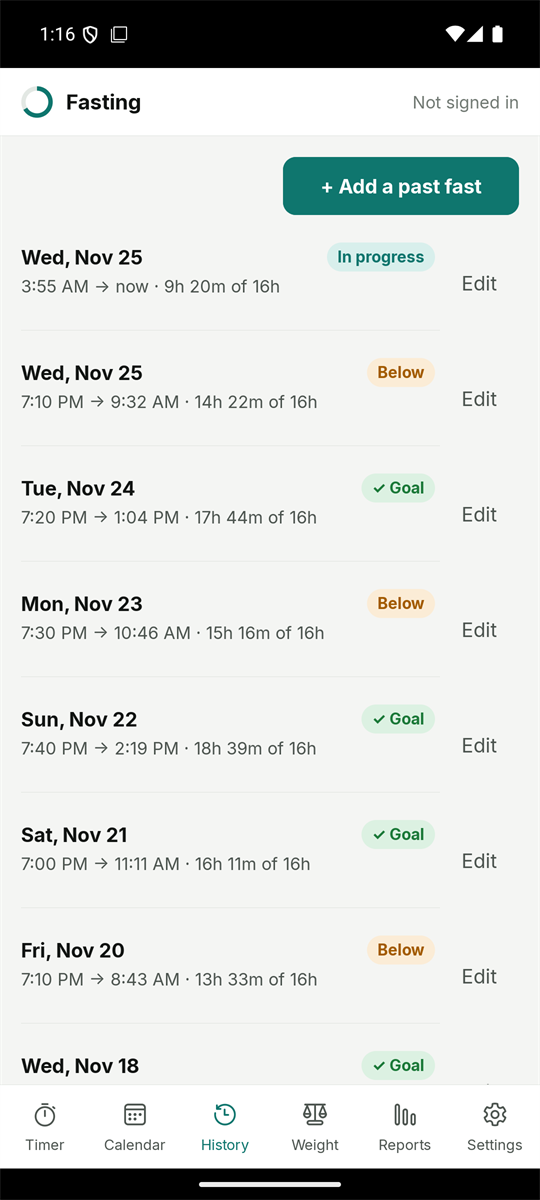 1:16
Fasting
Not signed in
+ Add a past fast
Wed, Nov 25
In progress
3:55 AM → now · 9h 20m of 16h
Edit
Wed, Nov 25
Below
7:10 PM → 9:32 AM · 14h 22m of 16h
Edit
Tue, Nov 24
✓ Goal
7:20 PM → 1:04 PM · 17h 44m of 16h
Edit
Mon, Nov 23
Below
7:30 PM → 10:46 AM · 15h 16m of 16h
Edit
Sun, Nov 22
✓ Goal
7:40 PM → 2:19 PM · 18h 39m of 16h
Edit
Sat, Nov 21
✓ Goal
7:00 PM → 11:11 AM · 16h 11m of 16h
Edit
Fri, Nov 20
Below
7:10 PM → 8:43 AM · 13h 33m of 16h
Edit
Wed, Nov 18
✓ Goal
Timer
Calendar
History
Weight
Reports
Settings